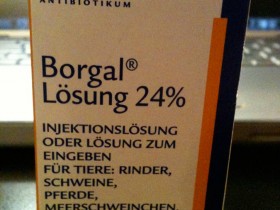 ANTIBIOTIKUM
Borgal®
Lösung 24%
INJEKTIONSLÖSUNG
ODER LÖSUNG ZUM
EINGEBEN
FÜR TIERE: RINDER,
SCHWEINE,
PFERDE,
MEERSCHWEINCHEN,